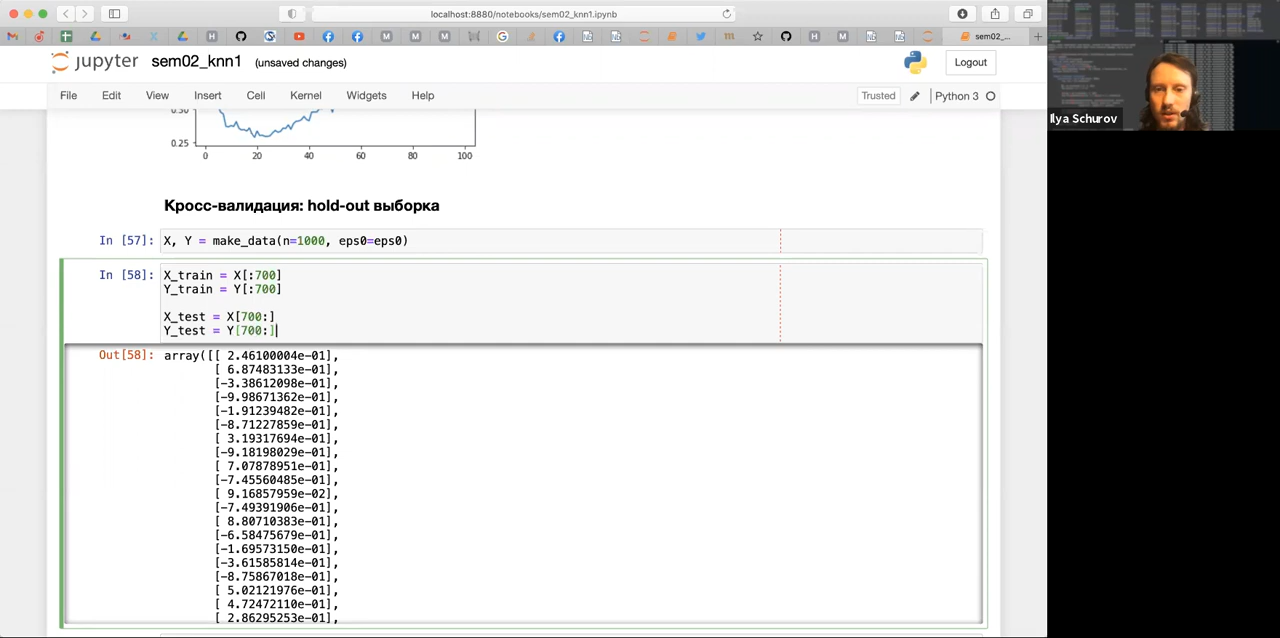 localhost:8880/notebooks/sem02_knn1.ipynb
sem02_...
jupyter sem02_knn1 (unsaved changes)
Logout
File Edit View Insert Cell Kernel Widgets Help
Trusted
Python 3
0.25
0 20 40 60 80 100
Кросс-валидация: hold-out выборка
In [57]: X, Y = make_data(n=1000, eps0=eps0)
In [58]: X_train = X[:700]
Y_train = Y[:700]
X_test = X[700:]
Y_test = Y[700:]
Out[58]: array([[ 2.46100004e-01],
[ 6.87483133e-01],
[-3.38612098e-01],
[-9.98671362e-01],
[-1.91239482e-01],
[-8.71227859e-01],
[ 3.19317694e-01],
[-9.18198029e-01],
[ 7.07878951e-01],
[-7.45560485e-01],
[ 9.16857959e-02],
[-7.49391906e-01],
[ 8.80710383e-01],
[-6.58475679e-01],
[-1.69573150e-01],
[-3.61585814e-01],
[-8.75867018e-01],
[ 5.02121976e-01],
[ 4.72472110e-01],
[ 2.86295253e-01],
Ilya Schurov